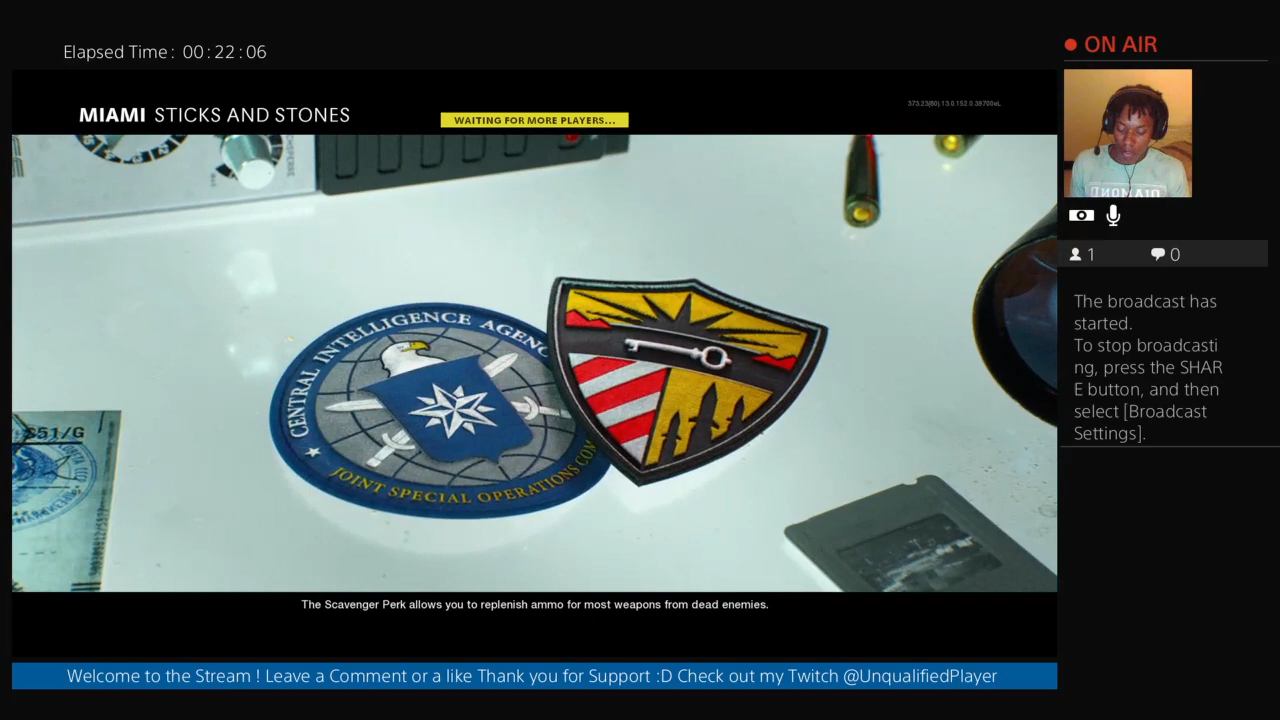 Elapsed Time: 00:22:06
ON AIR
MIAMI STICKS AND STONES
WAITING FOR MORE PLAYERS...
CENTRAL INTELLIGENCE AGENC
JOINT SPECIAL OPERATIONS COM
S51/G
1
0
The broadcast has
started.
To stop broadcasti
ng, press the SHAR
E button, and then
select [Broadcast
Settings].
The Scavenger Perk allows you to replenish ammo for most weapons from dead enemies.
Welcome to the Stream ! Leave a Comment or a like Thank you for Support :D Check out my Twitch @UnqualifiedPlayer